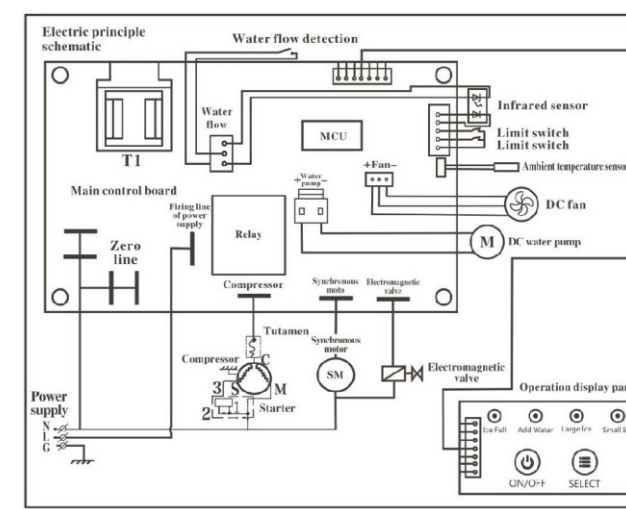 Electric principle
schematic
Water flow detection
T1
Water
flow
MCU
Infrared sensor
Limit switch
Limit switch
Ambient temperature sensor
+Fan-
DC fan
+ Water -
pump
M
DC water pump
Main control board
Firing line
of power
supply
Zero
line
Relay
Compressor
Synchronous
moto
Electromagnetic
valve
Tutamen
Compressor
C
3
S
M
1
2
Starter
Synchronous
motor
SM
Electromagnetic
valve
Power
supply
N
L
G
Operation display pan
Ice Full
Add Water
Large Ice
Small I
ON/OFF
SELECT